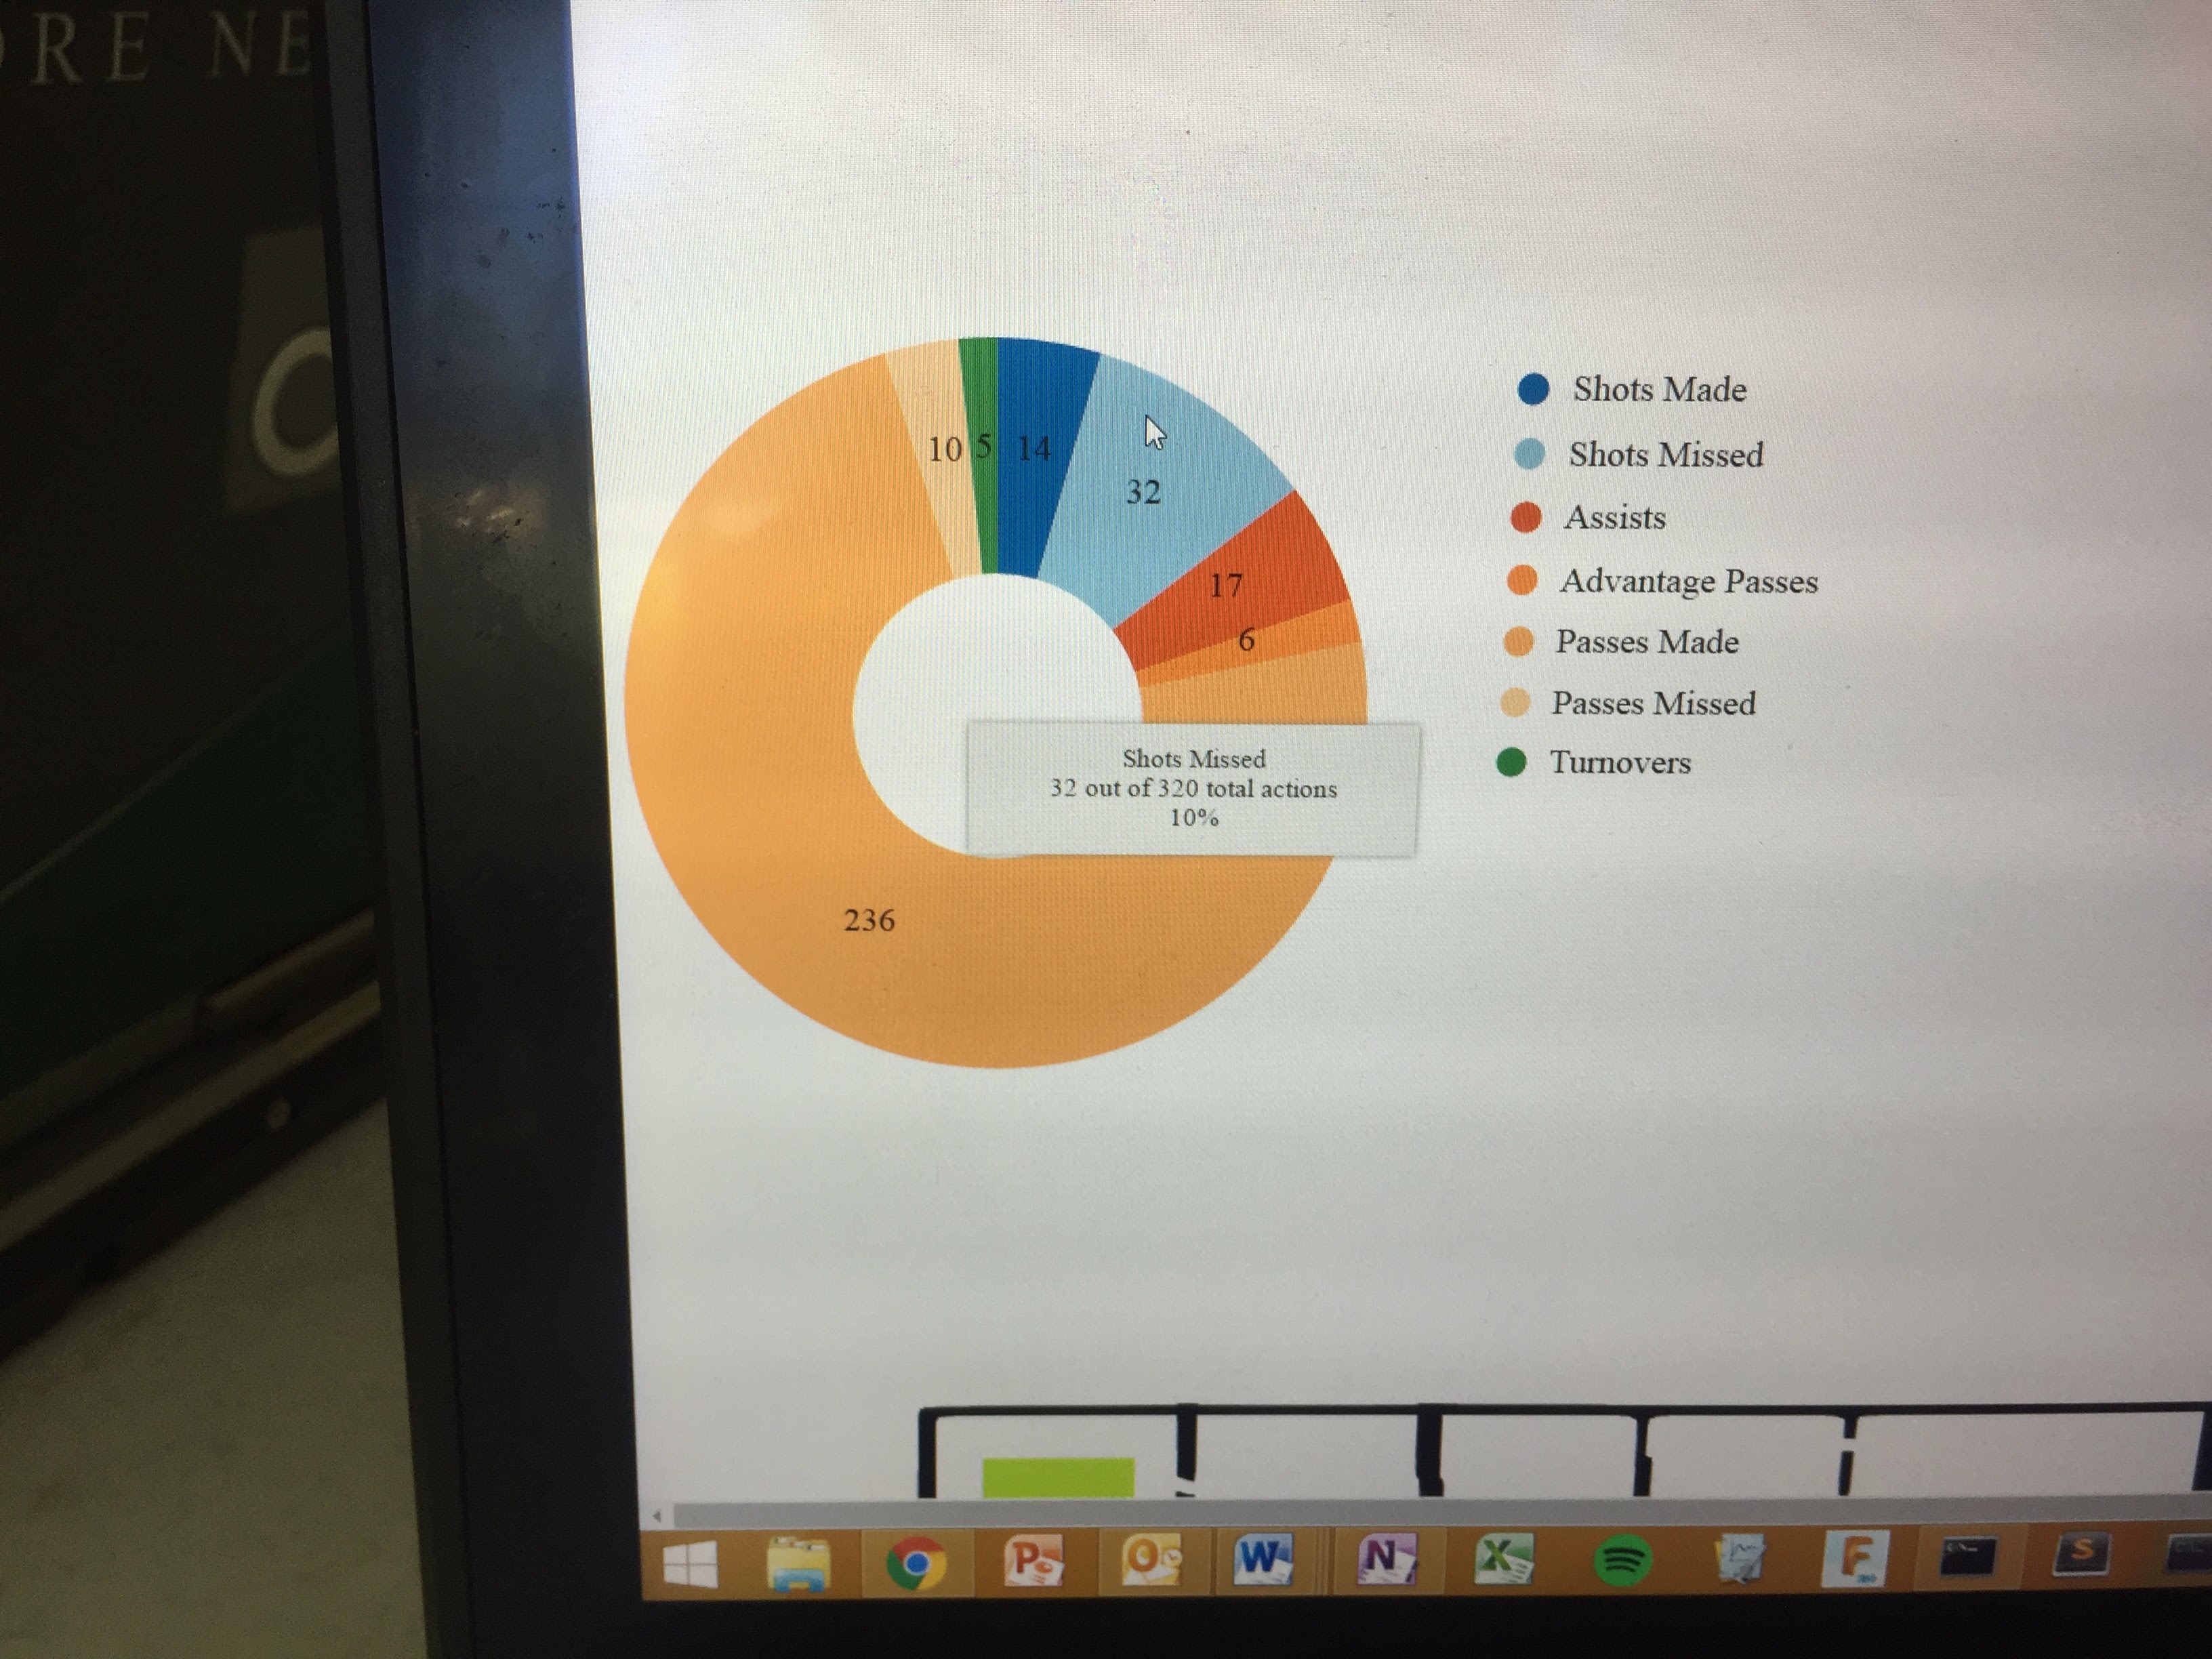 ORE NE
O
10
5
14
32
17
6
236
Shots Missed
32 out of 320 total actions
10%
Shots Made
Shots Missed
Assists
Advantage Passes
Passes Made
Passes Missed
Turnovers
P
O
W
N
X
F
S